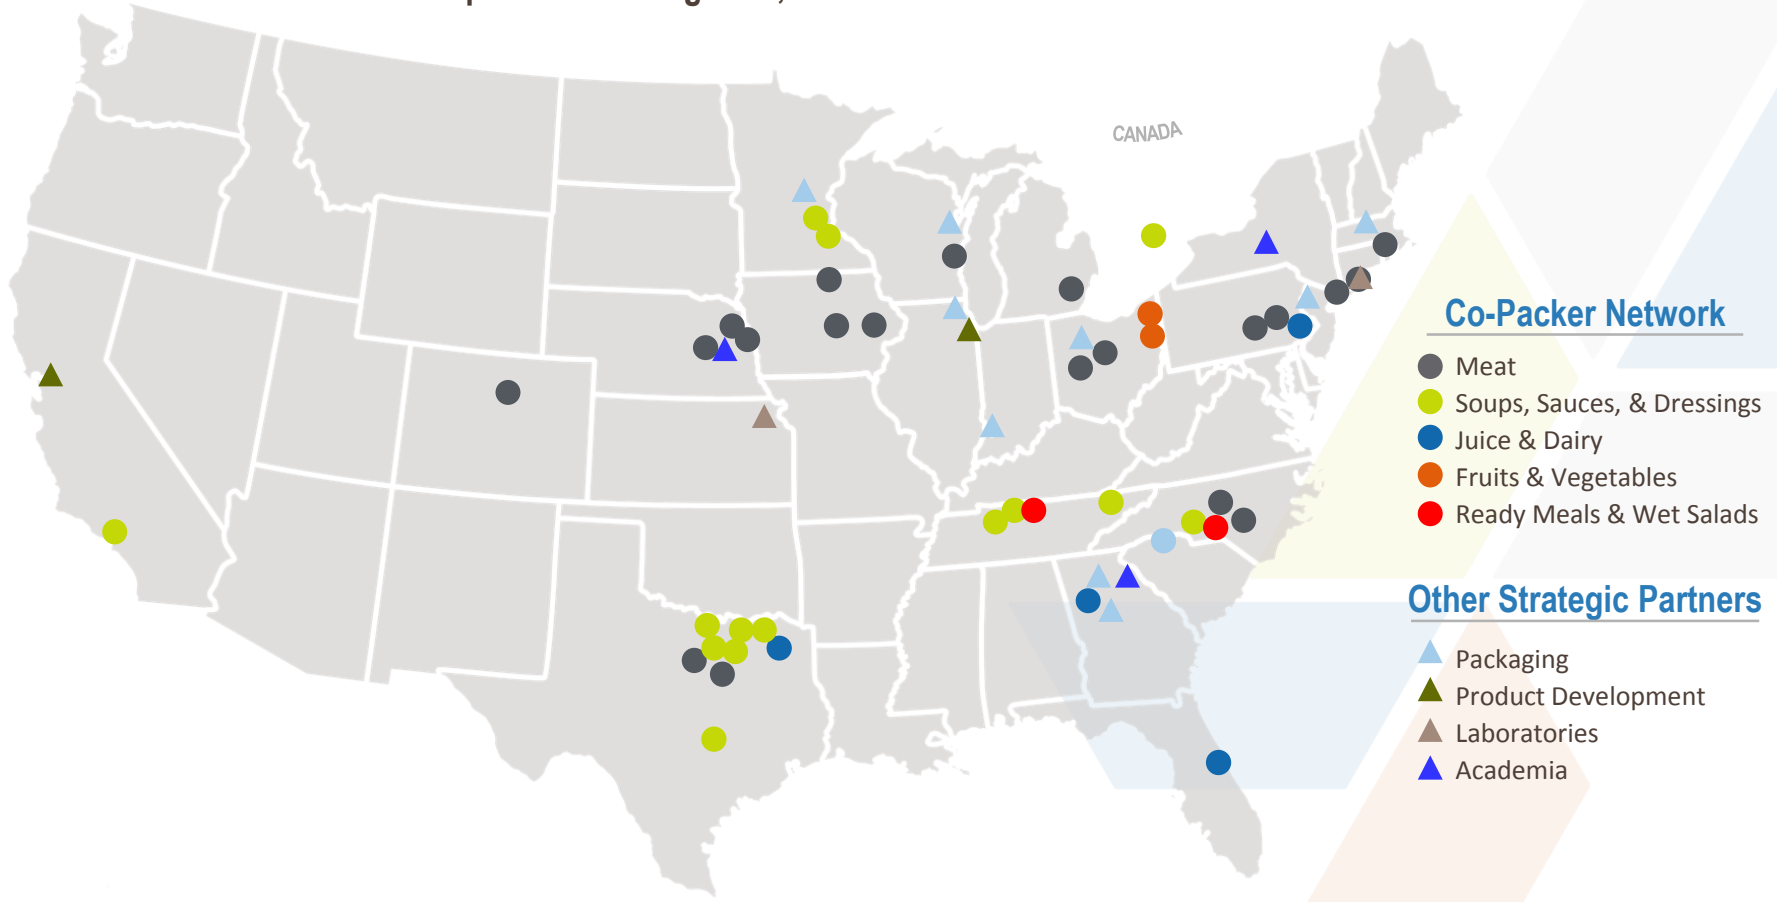 CANADA
Co-Packer Network
Meat
Soups, Sauces, & Dressings
Juice & Dairy
Fruits & Vegetables
Ready Meals & Wet Salads
Other Strategic Partners
Packaging
Product Development
Laboratories
Academia